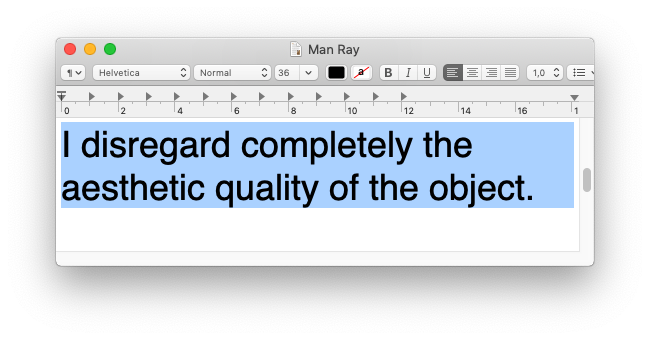 Man Ray
¶ Helvetica Normal 36 a B I U 1,0
0 2 4 6 8 10 12 14 16 1
I disregard completely the
aesthetic quality of the object.